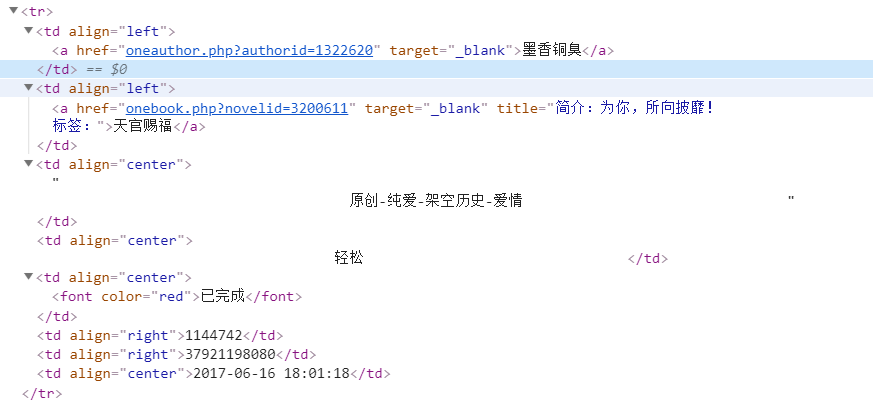 ▼<tr>
▼<td align="left">
<a href="oneauthor.php?authorid=1322620" target="_blank">墨香铜臭</a>
</td> == $0
▼<td align="left">
<a href="onebook.php?novelid=3200611" target="_blank" title="简介：为你，所向披靡！
标签：">天官赐福</a>
</td>
▼<td align="center">
"
原创-纯爱-架空历史-爱情 "
</td>
<td align="center">
轻松 </td>
▼<td align="center">
<font color="red">已完成</font>
</td>
<td align="right">1144742</td>
<td align="right">37921198080</td>
<td align="center">2017-06-16 18:01:18</td>
</tr>